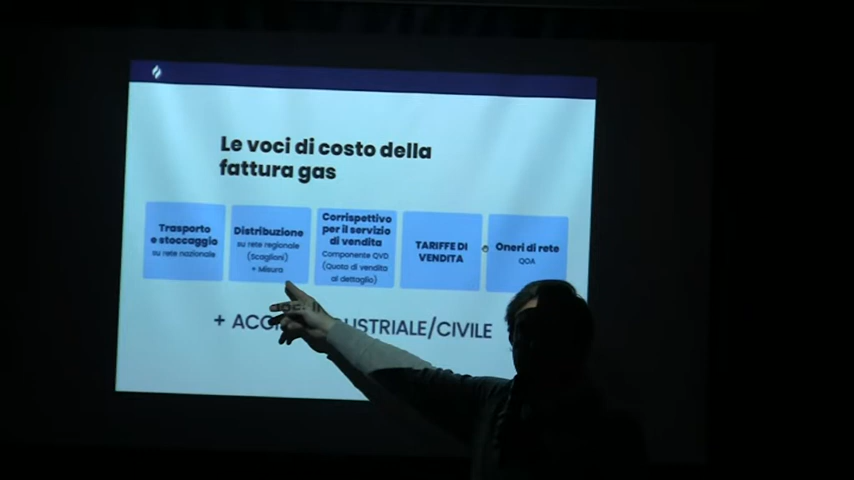 Le voci di costo della
fattura gas
Trasporto
e stoccaggio
su rete nazionale
Distribuzione
su rete regionale
(Scaglioni)
+ Misura
Corrispettivo
per il servizio
di vendita
Componente QVD
(Quota di vendita
al dettaglio)
TARIFFE DI
VENDITA
Oneri di rete
QOA
+ INDUSTRIALE/CIVILE